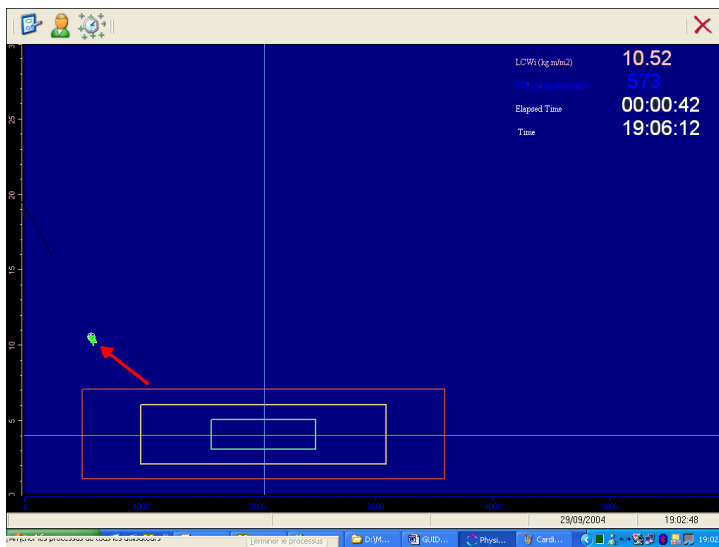 LCWi (kg.m/m2) 10.52
573
Elapsed Time 00:00:42
Time 19:06:12
25
20
15
10
5
0
0 1000 2000 3000 4000 5000
29/09/2004 19:02:48
Terminer le processus
D:\M... GUID... Physi... Cardi... 19:02